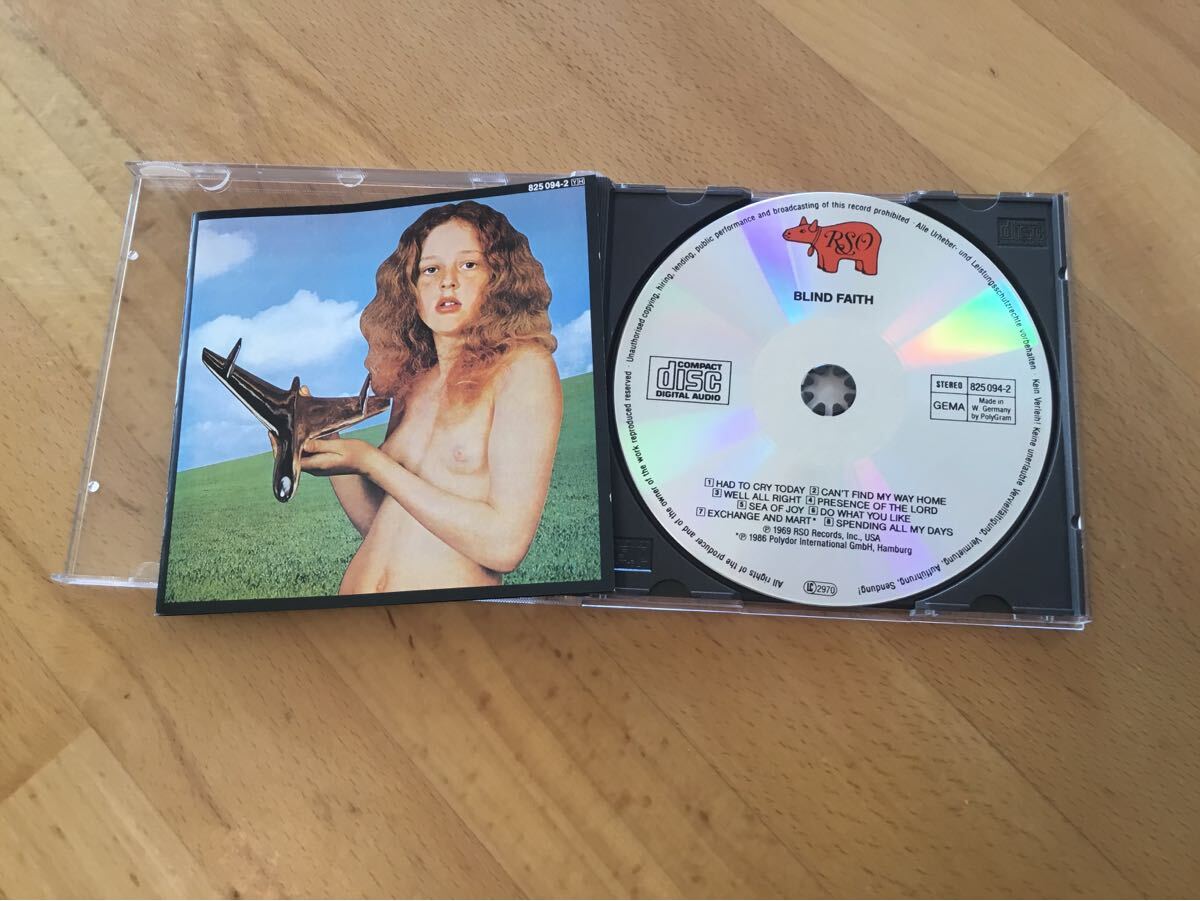 825 094-2 Y H
RSO
BLIND FAITH
COMPACT
disc
DIGITAL AUDIO
STEREO 825 094-2
GEMA
Made in
W. Germany
by PolyGram
1 HAD TO CRY TODAY 2 CAN'T FIND MY WAY HOME
3 WELL ALL RIGHT 4 PRESENCE OF THE LORD
5 SEA OF JOY 6 DO WHAT YOU LIKE
7 EXCHANGE AND MART* 8 SPENDING ALL MY DAYS
℗ 1969 RSO Records, Inc., USA
*℗ 1986 Polydor International GmbH, Hamburg
2970
All rights of the producer and of the owner of the work reproduced reserved · Unauthorised copying, hiring, lending, public performance and broadcasting of this record prohibited · Alle Urheber- und Leistungsschutzrechte vorbehalten · Kein Verleih! Keine unerlaubte Vervielfältigung, Vermietung, Aufführung, Sendung!
disc